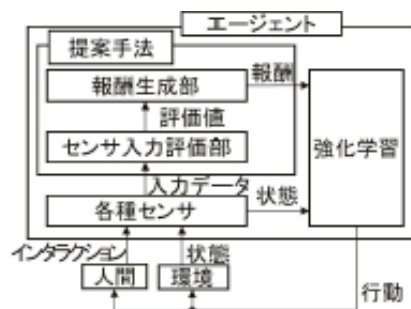 エージェント
提案手法
報酬生成部
報酬
評価値
センサ入力評価部
強化学習
入力データ
状態
各種センサ
インタラクション
状態
人間
環境
行動